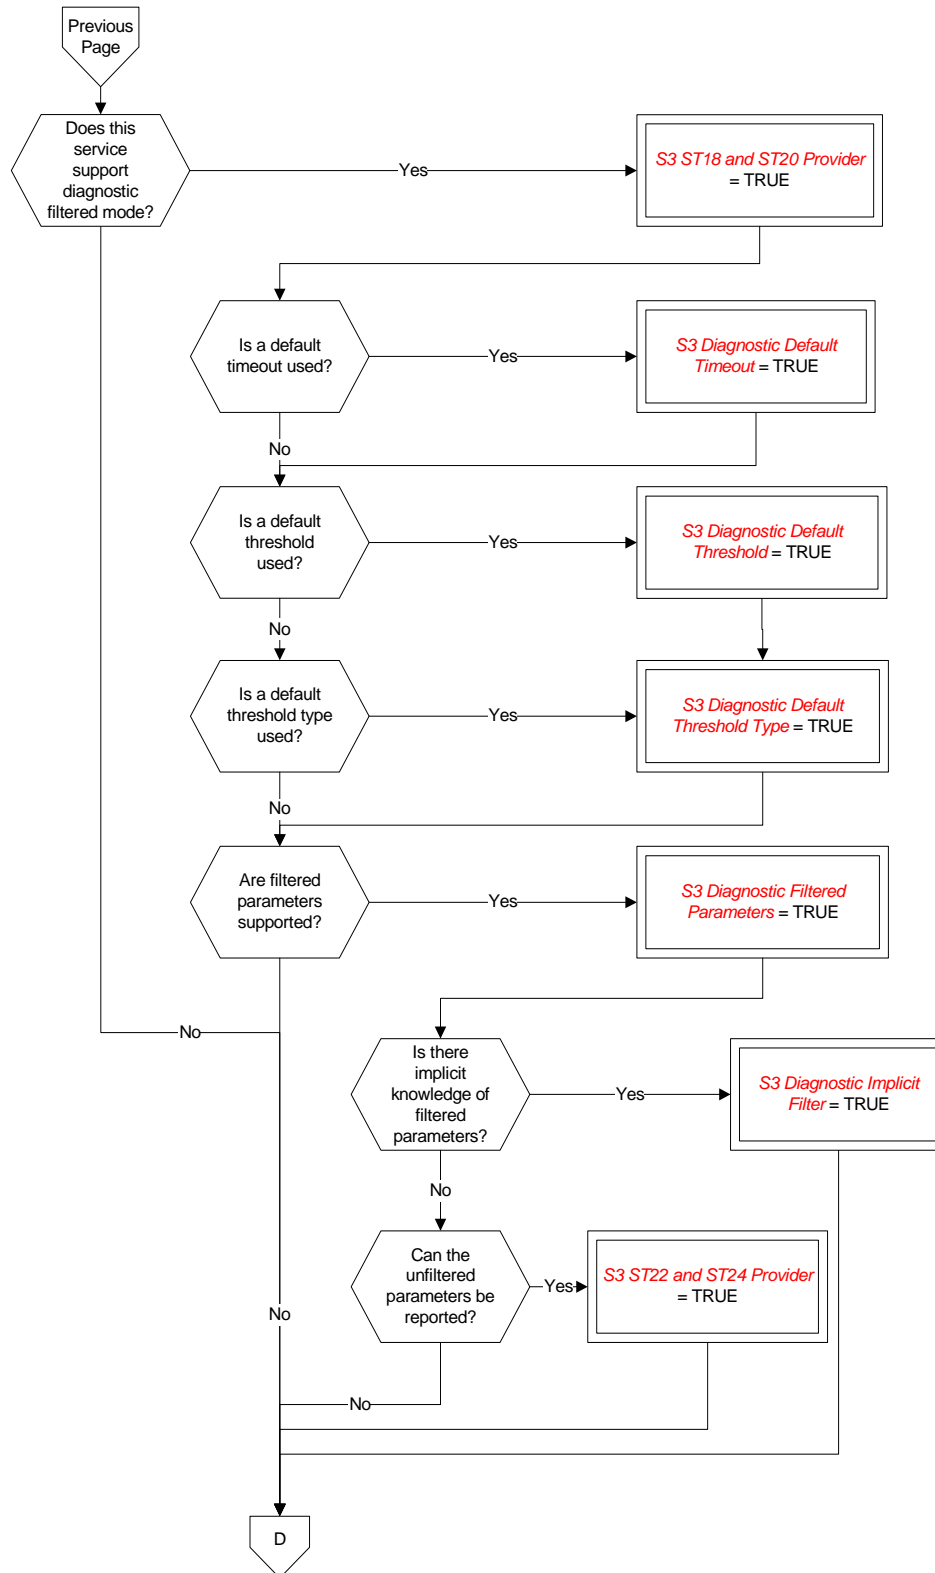 Previous
Page
Does this
service
support
diagnostic
filtered mode?
Yes
S3 ST18 and ST20 Provider
= TRUE
Is a default
timeout used?
Yes
S3 Diagnostic Default
Timeout = TRUE
No
Is a default
threshold
used?
Yes
S3 Diagnostic Default
Threshold = TRUE
No
Is a default
threshold type
used?
Yes
S3 Diagnostic Default
Threshold Type = TRUE
No
Are filtered
parameters
supported?
Yes
S3 Diagnostic Filtered
Parameters = TRUE
No
Is there
implicit
knowledge of
filtered
parameters?
Yes
S3 Diagnostic Implicit
Filter = TRUE
No
Can the
unfiltered
parameters be
reported?
Yes
S3 ST22 and ST24 Provider
= TRUE
No
No
D